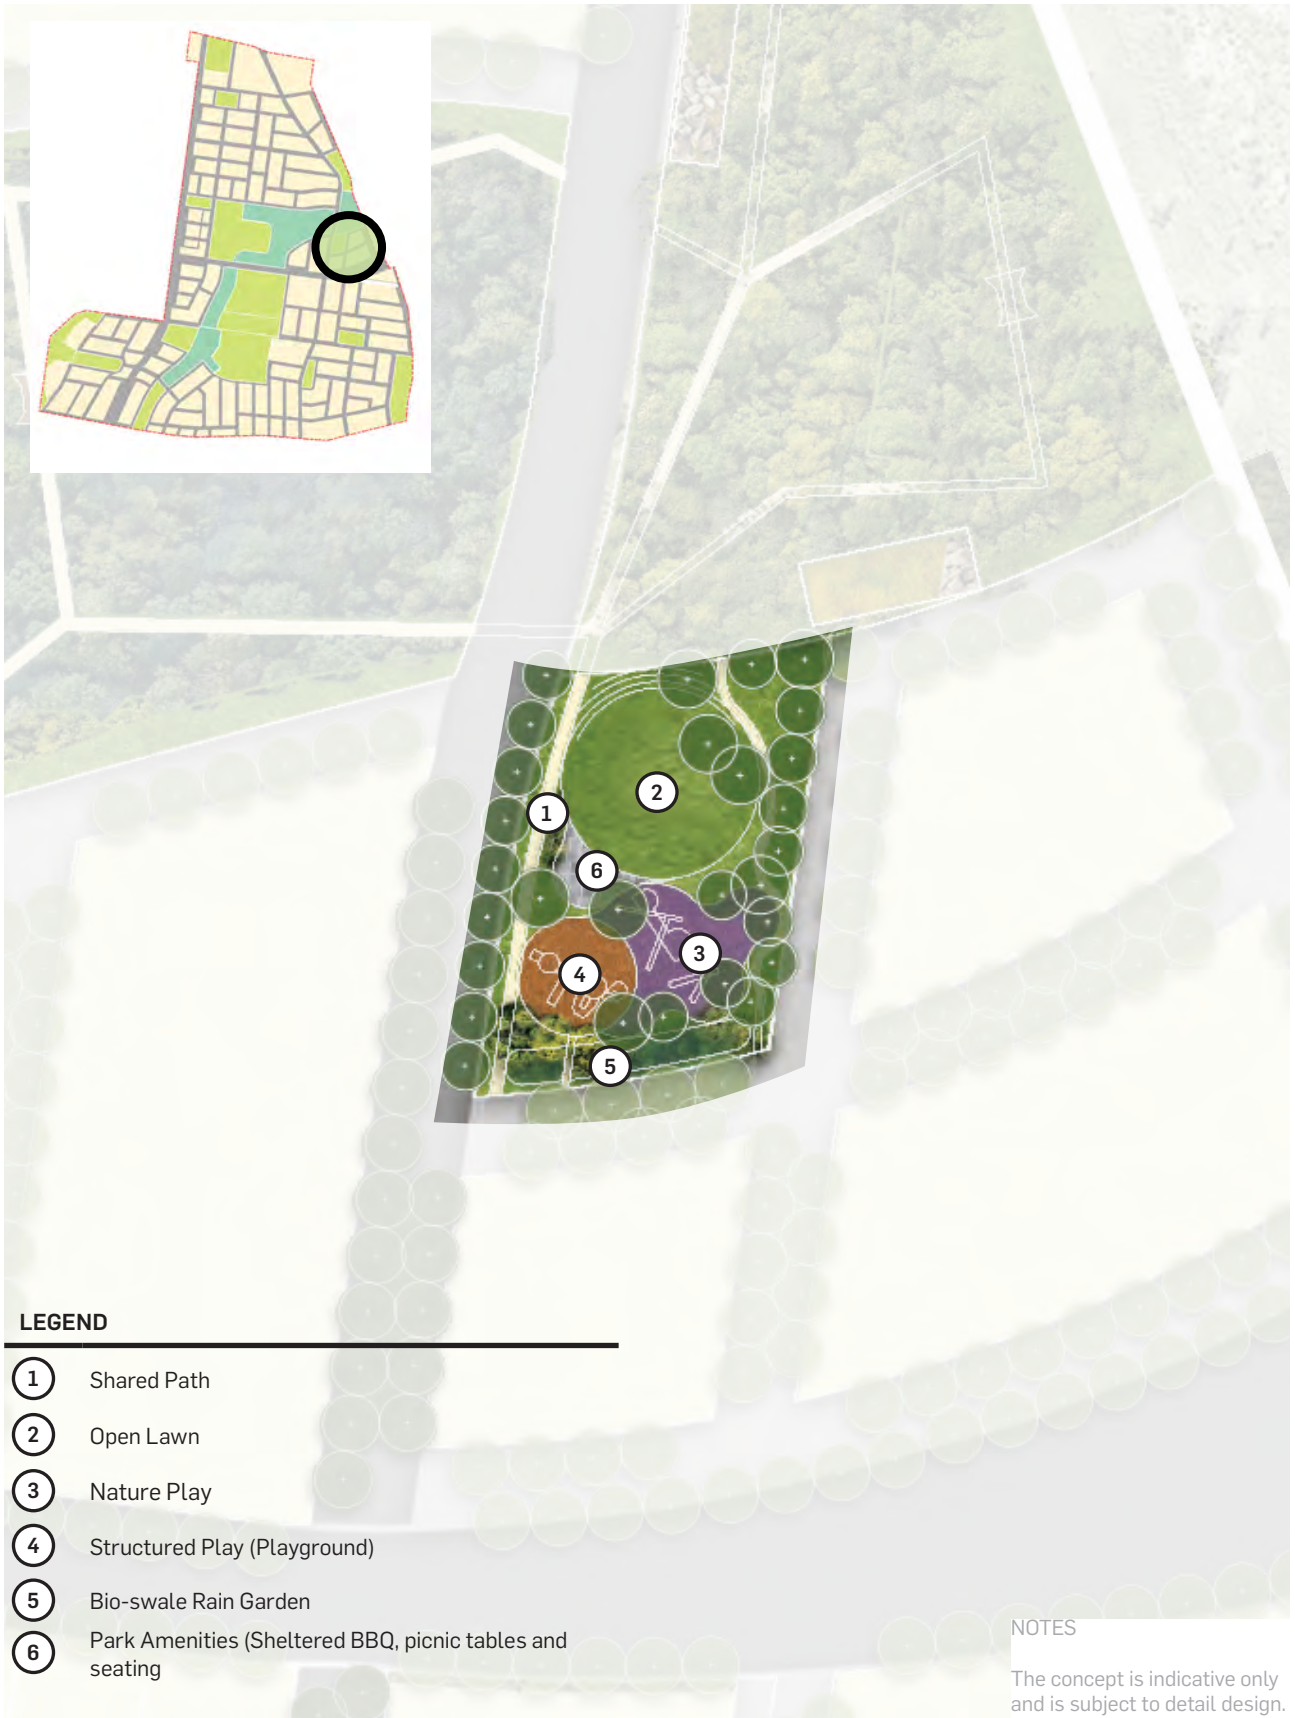 1
2
6
3
4
5
LEGEND
1 Shared Path
2 Open Lawn
3 Nature Play
4 Structured Play (Playground)
5 Bio-swale Rain Garden
6 Park Amenities (Sheltered BBQ, picnic tables and
seating
NOTES
The concept is indicative only
and is subject to detail design.